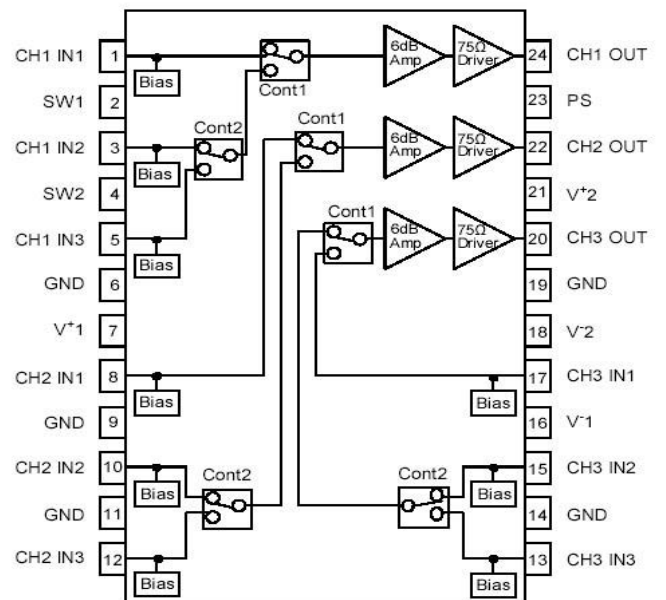 CH1 IN1 1 Bias Cont1 6dB Amp 75Ω Driver 24 CH1 OUT
SW1 2 23 PS
CH1 IN2 3 Bias Cont2 Cont1 6dB Amp 75Ω Driver 22 CH2 OUT
SW2 4 21 V+2
CH1 IN3 5 Bias Cont1 6dB Amp 75Ω Driver 20 CH3 OUT
GND 6 19 GND
V+1 7 18 V-2
CH2 IN1 8 Bias Bias 17 CH3 IN1
GND 9 16 V-1
CH2 IN2 10 Bias Cont2 Cont2 Bias 15 CH3 IN2
GND 11 14 GND
CH2 IN3 12 Bias Bias 13 CH3 IN3